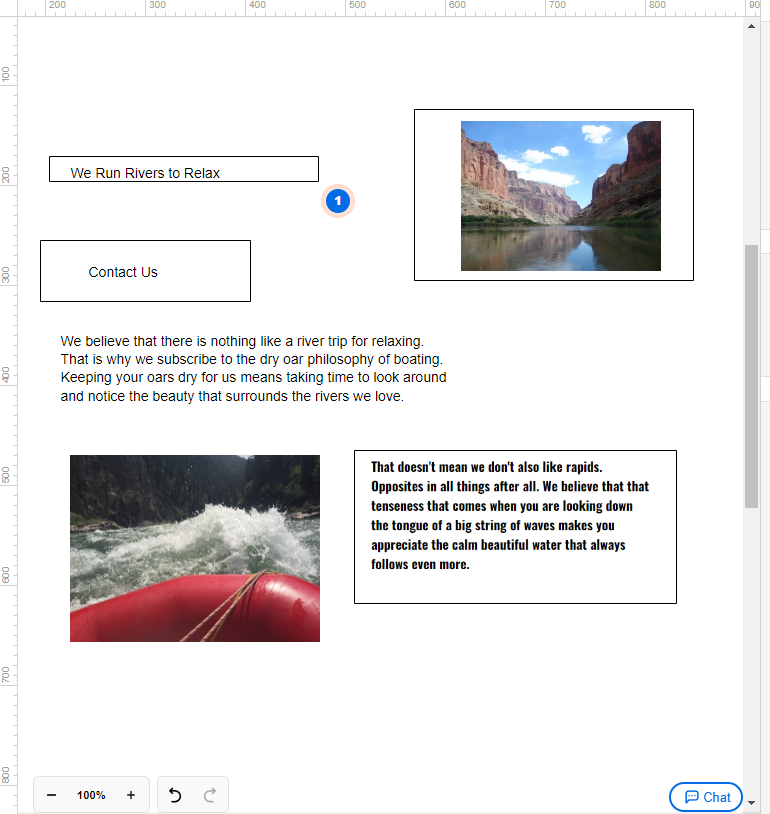 200 300 400 500 600 700 800 90
100
200
300
400
500
600
700
800
We Run Rivers to Relax
1
Contact Us
We believe that there is nothing like a river trip for relaxing.
That is why we subscribe to the dry oar philosophy of boating.
Keeping your oars dry for us means taking time to look around
and notice the beauty that surrounds the rivers we love.
That doesn't mean we don't also like rapids.
Opposites in all things after all. We believe that that
tenseness that comes when you are looking down
the tongue of a big string of waves makes you
appreciate the calm beautiful water that always
follows even more.
− 100% +
Chat